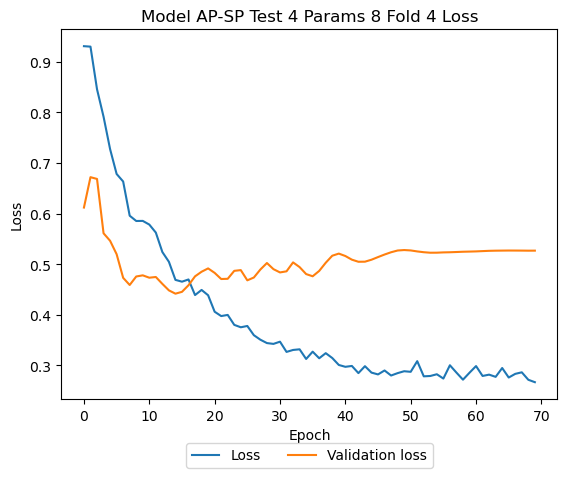 Model AP-SP Test 4 Params 8 Fold 4 Loss
0.9
0.8
0.7
0.6
0.5
0.4
0.3
Loss
0 10 20 30 40 50 60 70
Epoch
Loss Validation loss